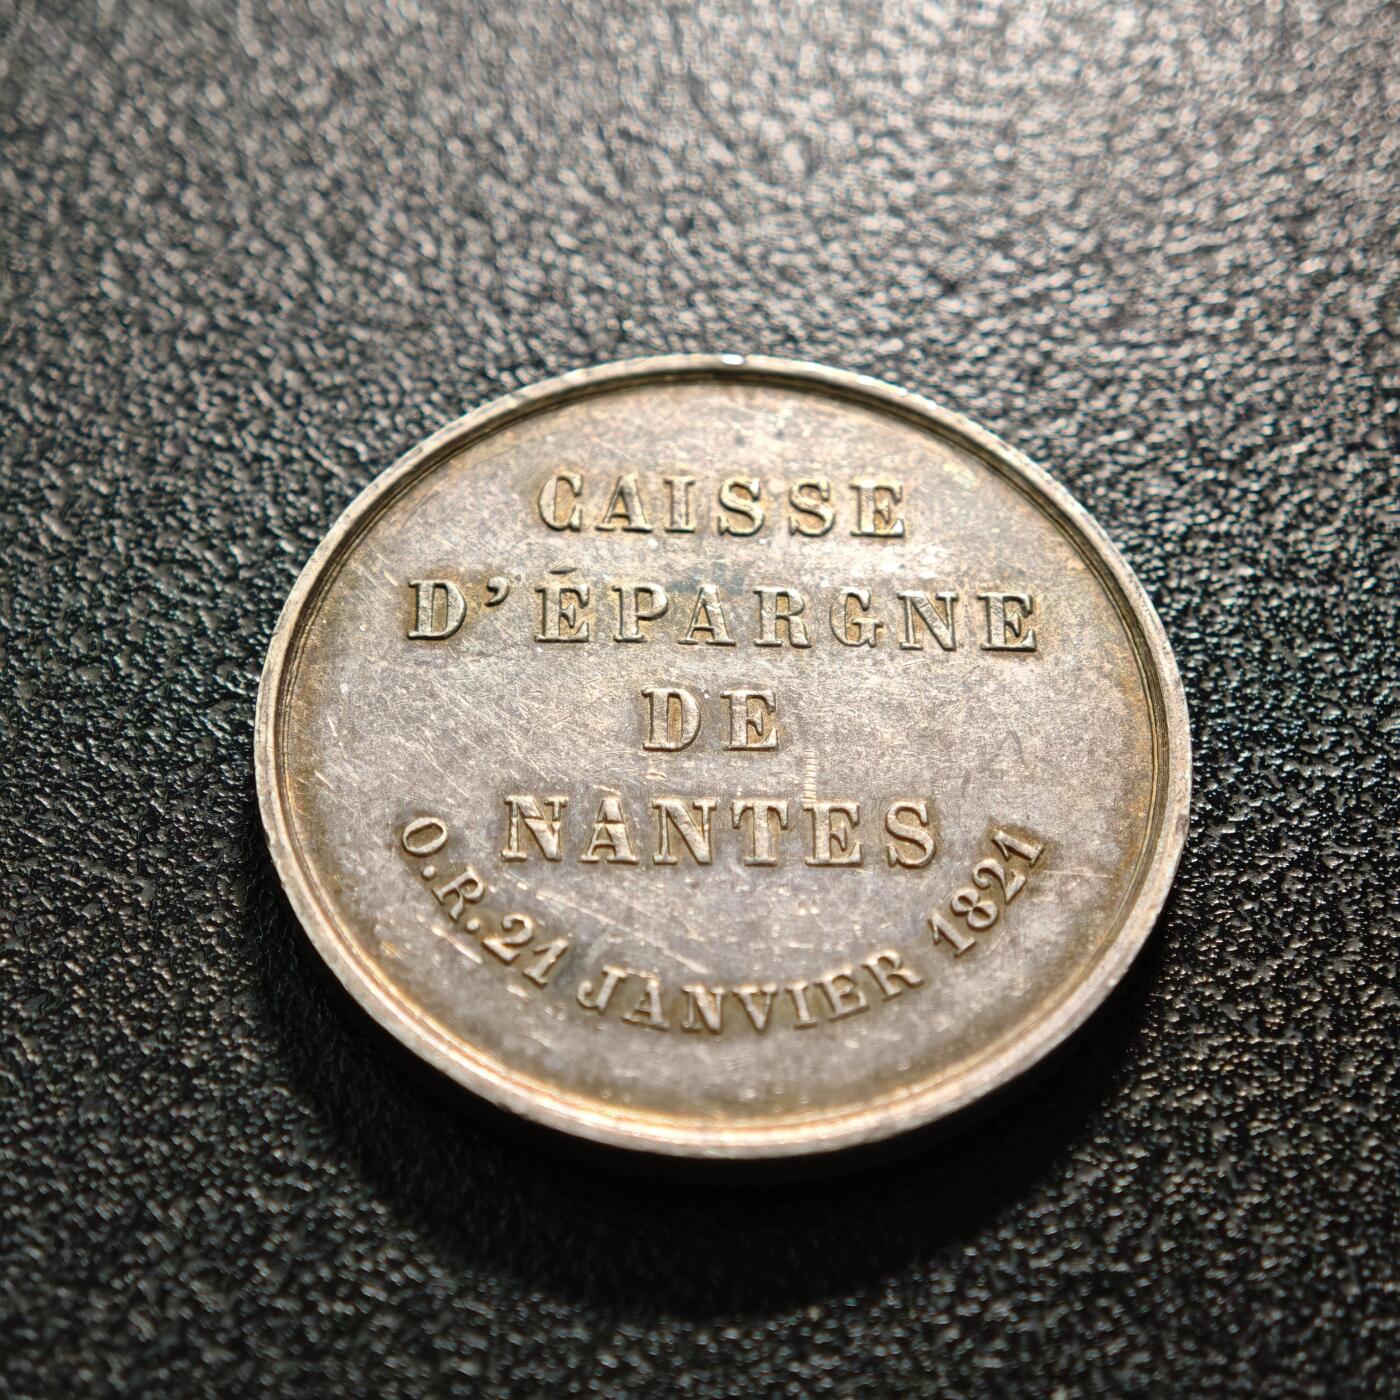 CAISSE
D'ÉPARGNE
DE
NANTES
O.R. 21 JANVIER 1821